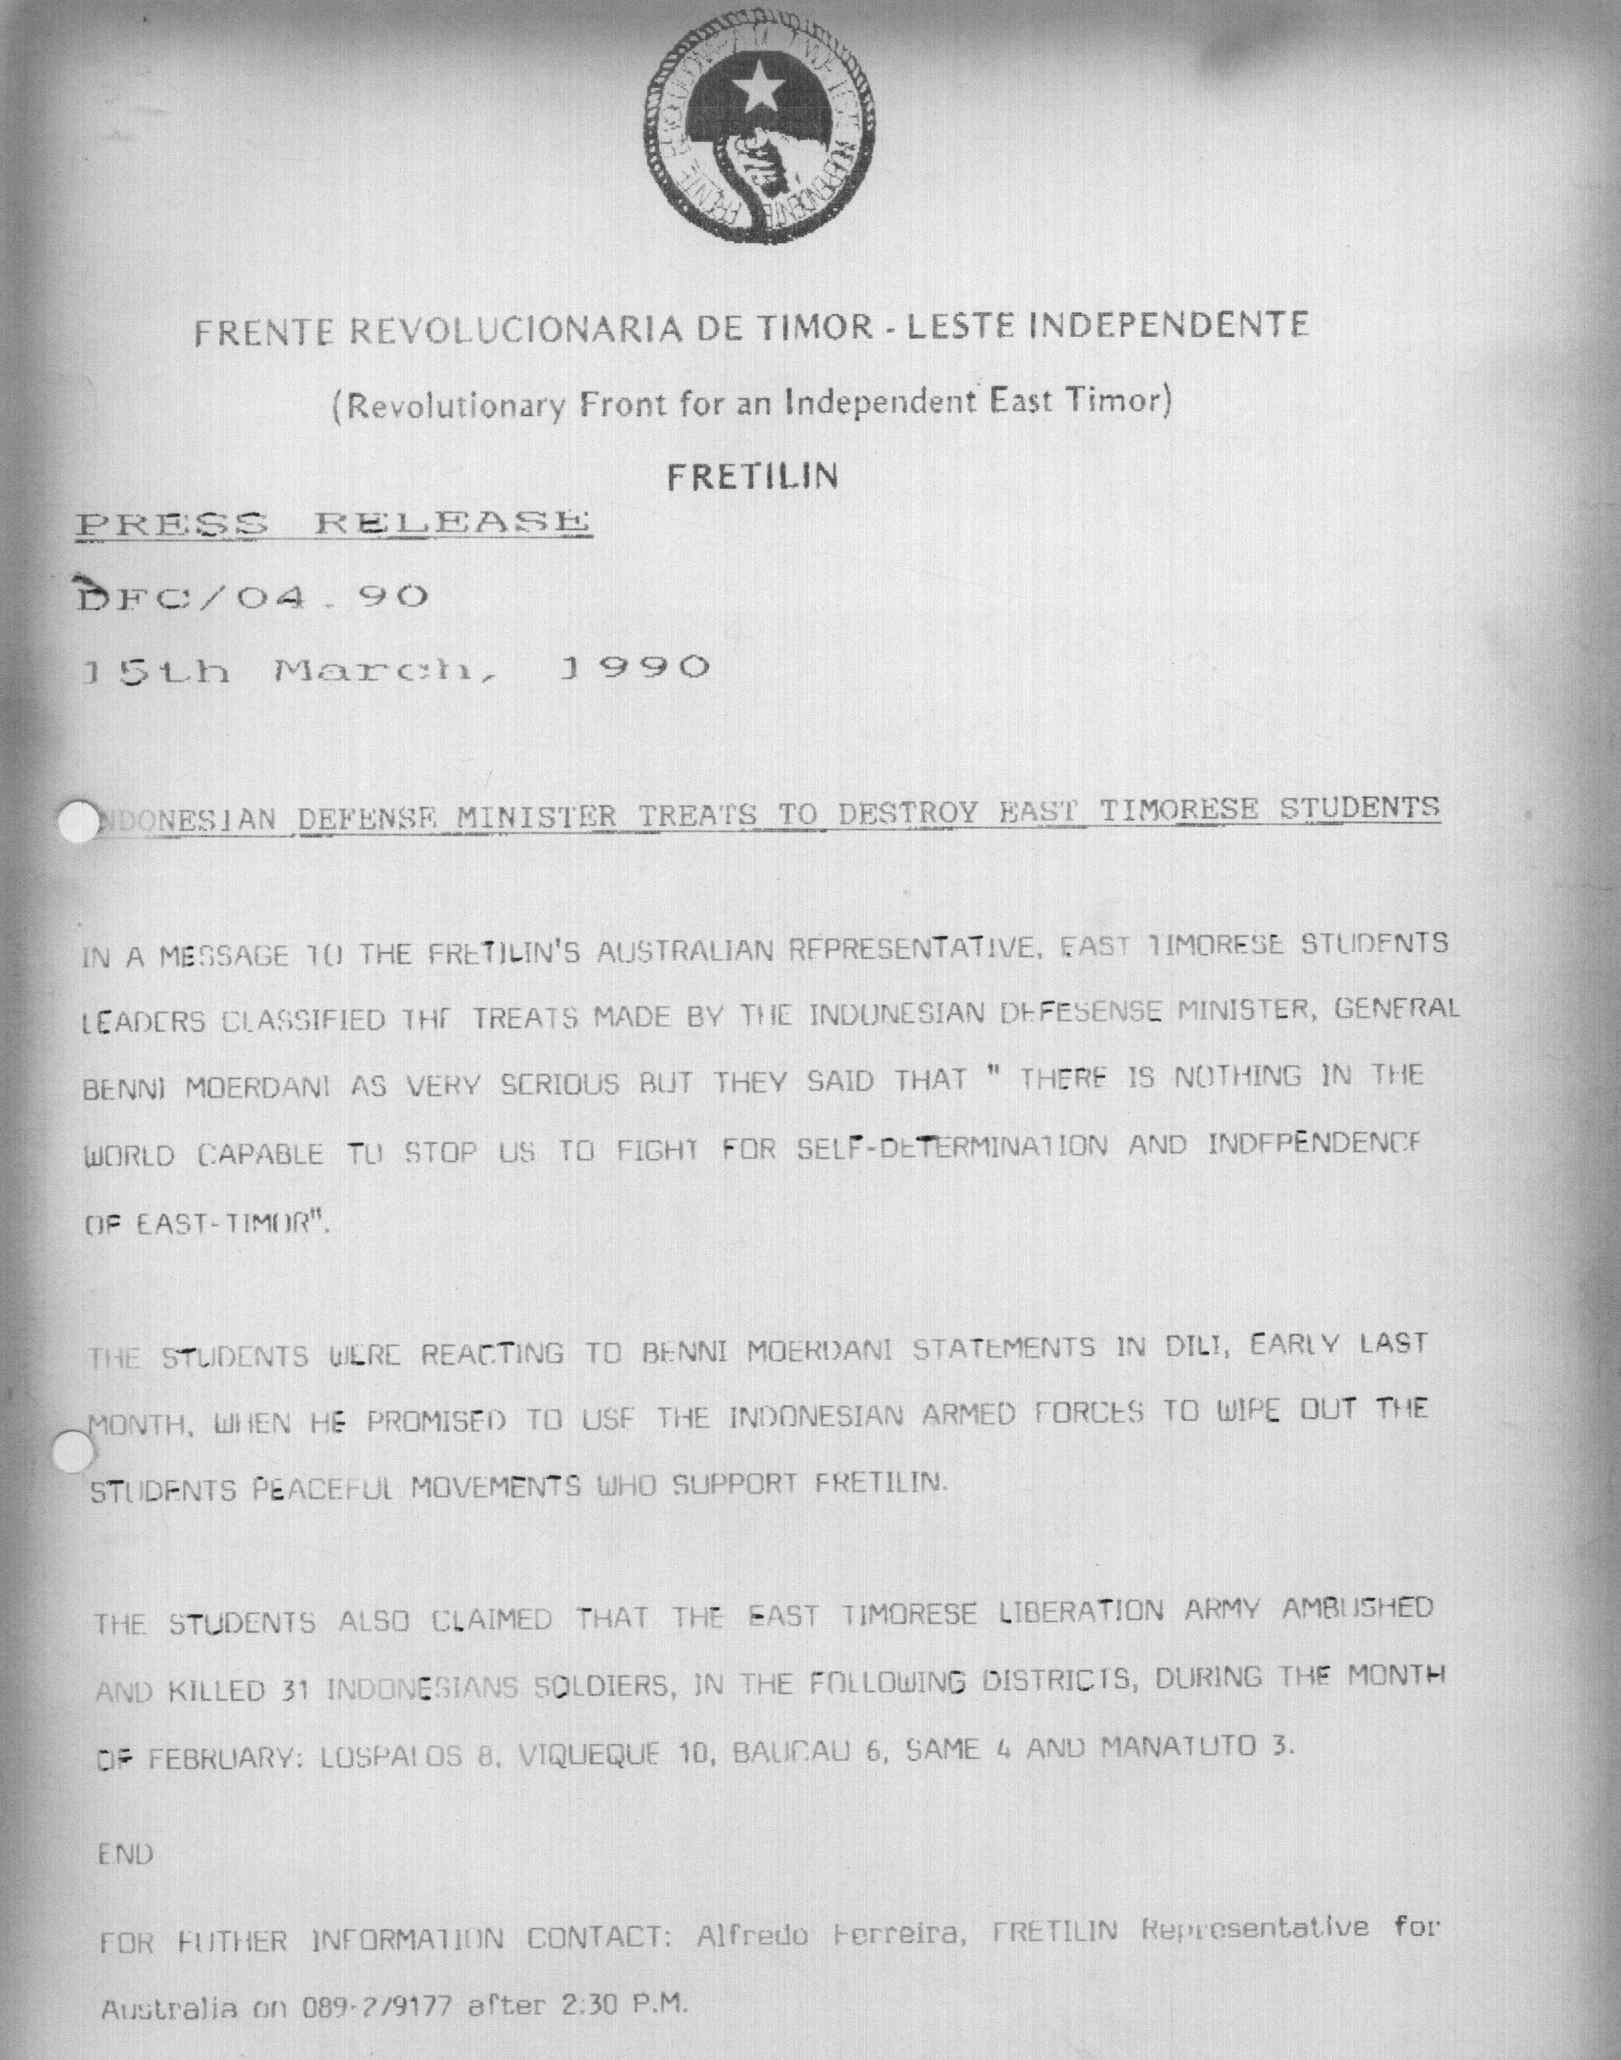 FRENTE REVOLUCIONARIA DE TIMOR - LESTE INDEPENDENTE
(Revolutionary Front for an Independent East Timor)
FRETILIN
PRESS RELEASE
DFC/04.90
15th March, 1990
NDONESIAN DEFENSE MINISTER TREATS TO DESTROY EAST TIMORESE STUDENTS
IN A MESSAGE TO THE FRETILIN'S AUSTRALIAN REPRESENTATIVE, EAST TIMORESE STUDENTS
LEADERS CLASSIFIED THE TREATS MADE BY THE INDONESIAN DEFESENSE MINISTER, GENERAL
BENNI MOERDANI AS VERY SERIOUS BUT THEY SAID THAT " THERE IS NOTHING IN THE
WORLD CAPABLE TO STOP US TO FIGHT FOR SELF-DETERMINATION AND INDEPENDENCE
OF EAST-TIMOR".
THE STUDENTS WERE REACTING TO BENNI MOERDANI STATEMENTS IN DILI, EARLY LAST
MONTH, WHEN HE PROMISED TO USE THE INDONESIAN ARMED FORCES TO WIPE OUT THE
STUDENTS PEACEFUL MOVEMENTS WHO SUPPORT FRETILIN.
THE STUDENTS ALSO CLAIMED THAT THE EAST TIMORESE LIBERATION ARMY AMBUSHED
AND KILLED 31 INDONESIANS SOLDIERS, IN THE FOLLOWING DISTRICTS, DURING THE MONTH
OF FEBRUARY: LOSPALOS 8, VIQUEQUE 10, BAUCAU 6, SAME 4 AND MANATUTO 3.
END
FOR FUTHER INFORMATION CONTACT: Alfredo Ferreira, FRETILIN Representative for
Australia on 089-279177 after 2:30 P.M.